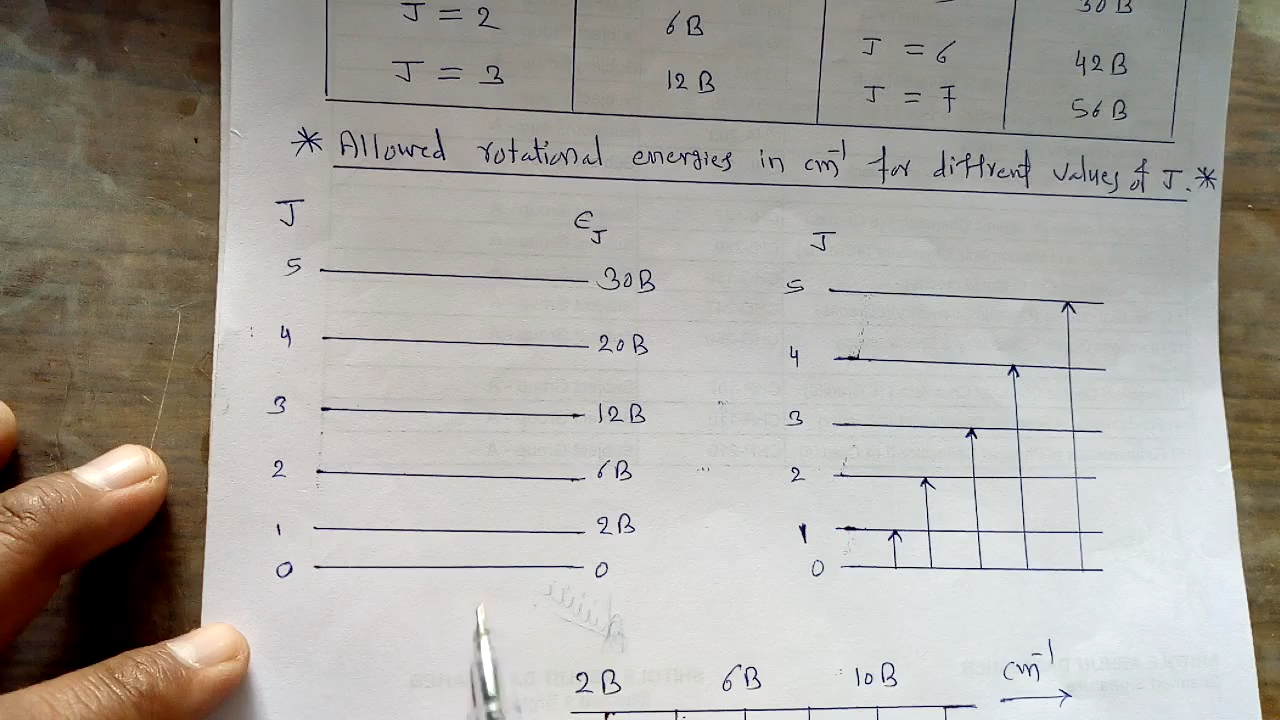 J = 2 6B 30B
J = 3 12B J = 6 42B
J = 7 56B
* Allowed rotational energies in cm⁻¹ for diffrent values of J. *
J ϵJ J
5 30B 5
4 20B 4
3 12B 3
2 6B 2
1 2B 1
0 0 0
2B 6B 10B cm⁻¹